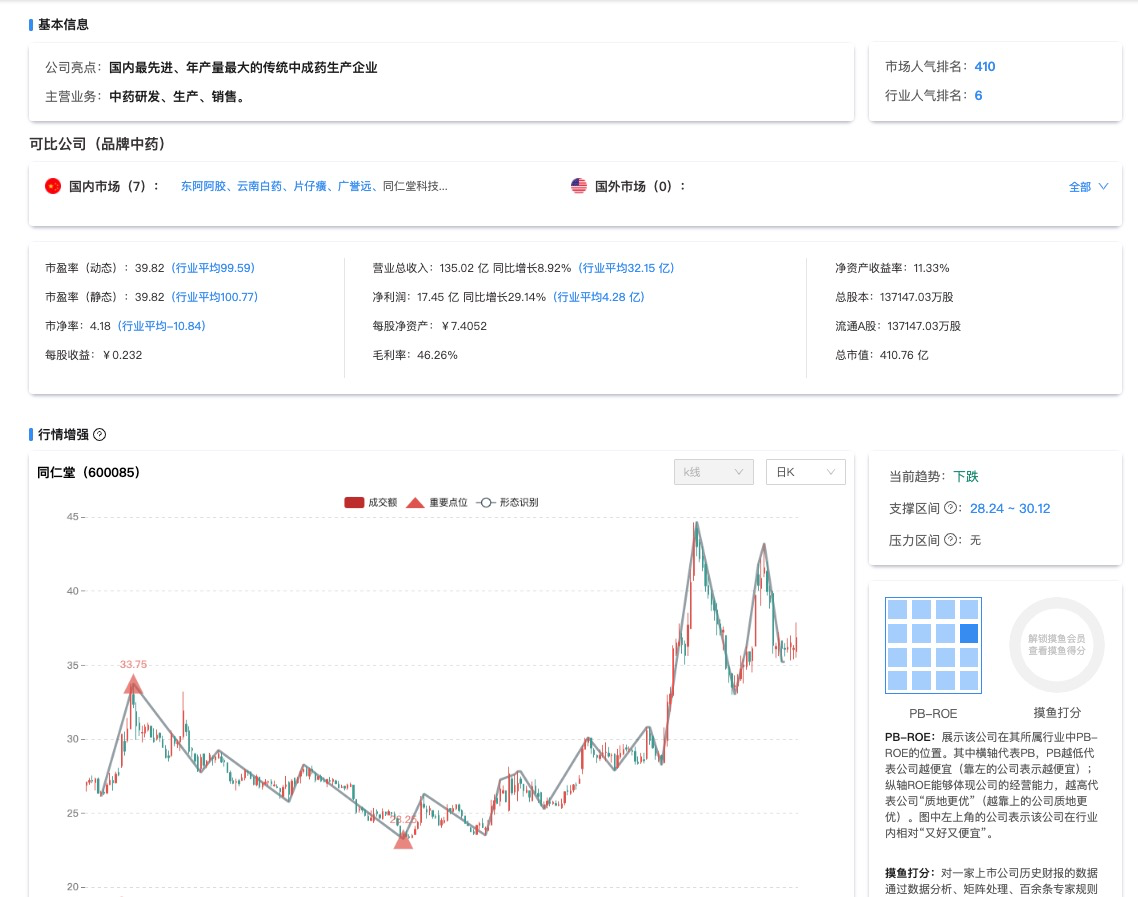 基本信息
公司亮点： 国内最先进、年产量最大的传统中成药生产企业
主营业务： 中药研发、生产、销售。
市场人气排名： 410
行业人气排名： 6
可比公司（品牌中药）
国内市场（7）： 东阿阿胶、云南白药、片仔癀、广誉远、同仁堂科技...
国外市场（0）：
全部
市盈率（动态）： 39.82（行业平均99.59）
市盈率（静态）： 39.82（行业平均100.77）
市净率： 4.18（行业平均-10.84）
每股收益： ￥0.232
营业总收入： 135.02 亿 同比增长8.92%（行业平均32.15 亿）
净利润： 17.45 亿 同比增长29.14%（行业平均4.28 亿）
每股净资产： ￥7.4052
毛利率： 46.26%
净资产收益率： 11.33%
总股本： 137147.03万股
流通A股： 137147.03万股
总市值： 410.76 亿
行情增强 ?
同仁堂（600085）
k线
日K
成交额 重要点位 形态识别
45
40
35
30
25
20
33.75
23.25
当前趋势： 下跌
支撑区间 ?： 28.24 ~ 30.12
压力区间 ?： 无
解锁摸鱼会员
查看摸鱼得分
PB-ROE
摸鱼打分
PB-ROE： 展示该公司在其所属行业中PB-
ROE的位置。其中横轴代表PB，PB越低代
表公司越便宜（靠左的公司表示越便宜）；
纵轴ROE能够体现公司的经营能力，越高代
表公司“质地更优”（越靠上的公司质地更
优）。图中左上角的公司表示该公司在行业
内相对“又好又便宜”。
摸鱼打分： 对一家上市公司历史财报的数据
通过数据分析、矩阵处理、百余条专家规则